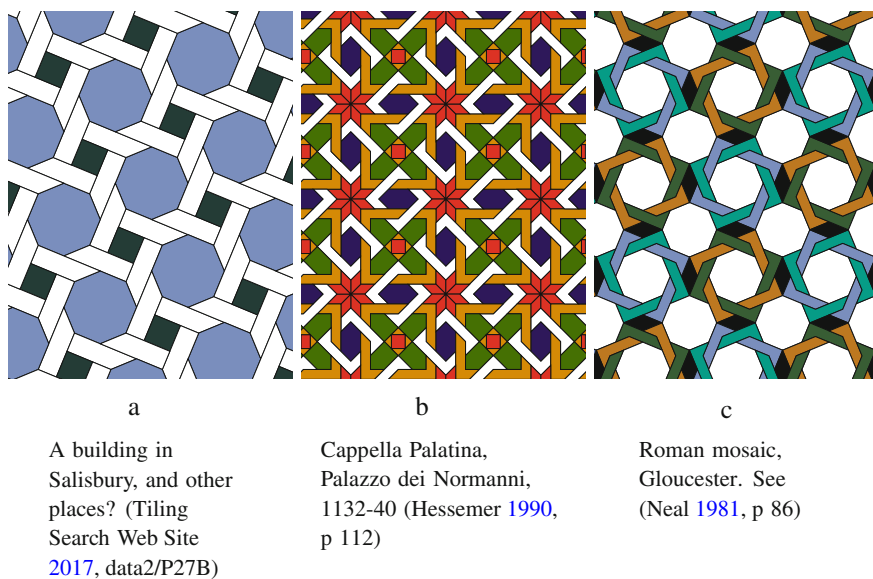 a
A building in
Salisbury, and other
places? (Tiling
Search Web Site
2017, data2/P27B)
b
Cappella Palatina,
Palazzo dei Normanni,
1132-40 (Hessemer 1990,
p 112)
c
Roman mosaic,
Gloucester. See
(Neal 1981, p 86)